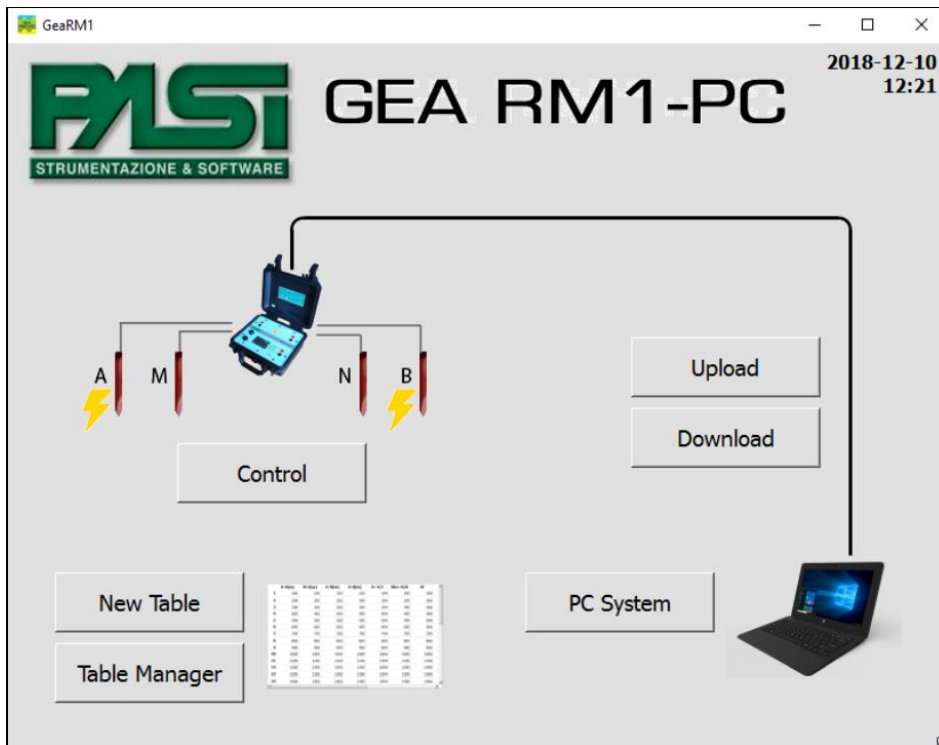 GeaRM1
2018-12-10
12:21
PASI
STRUMENTAZIONE & SOFTWARE
GEA RM1-PC
A
M
N
B
Control
Upload
Download
New Table
Table Manager
PC System